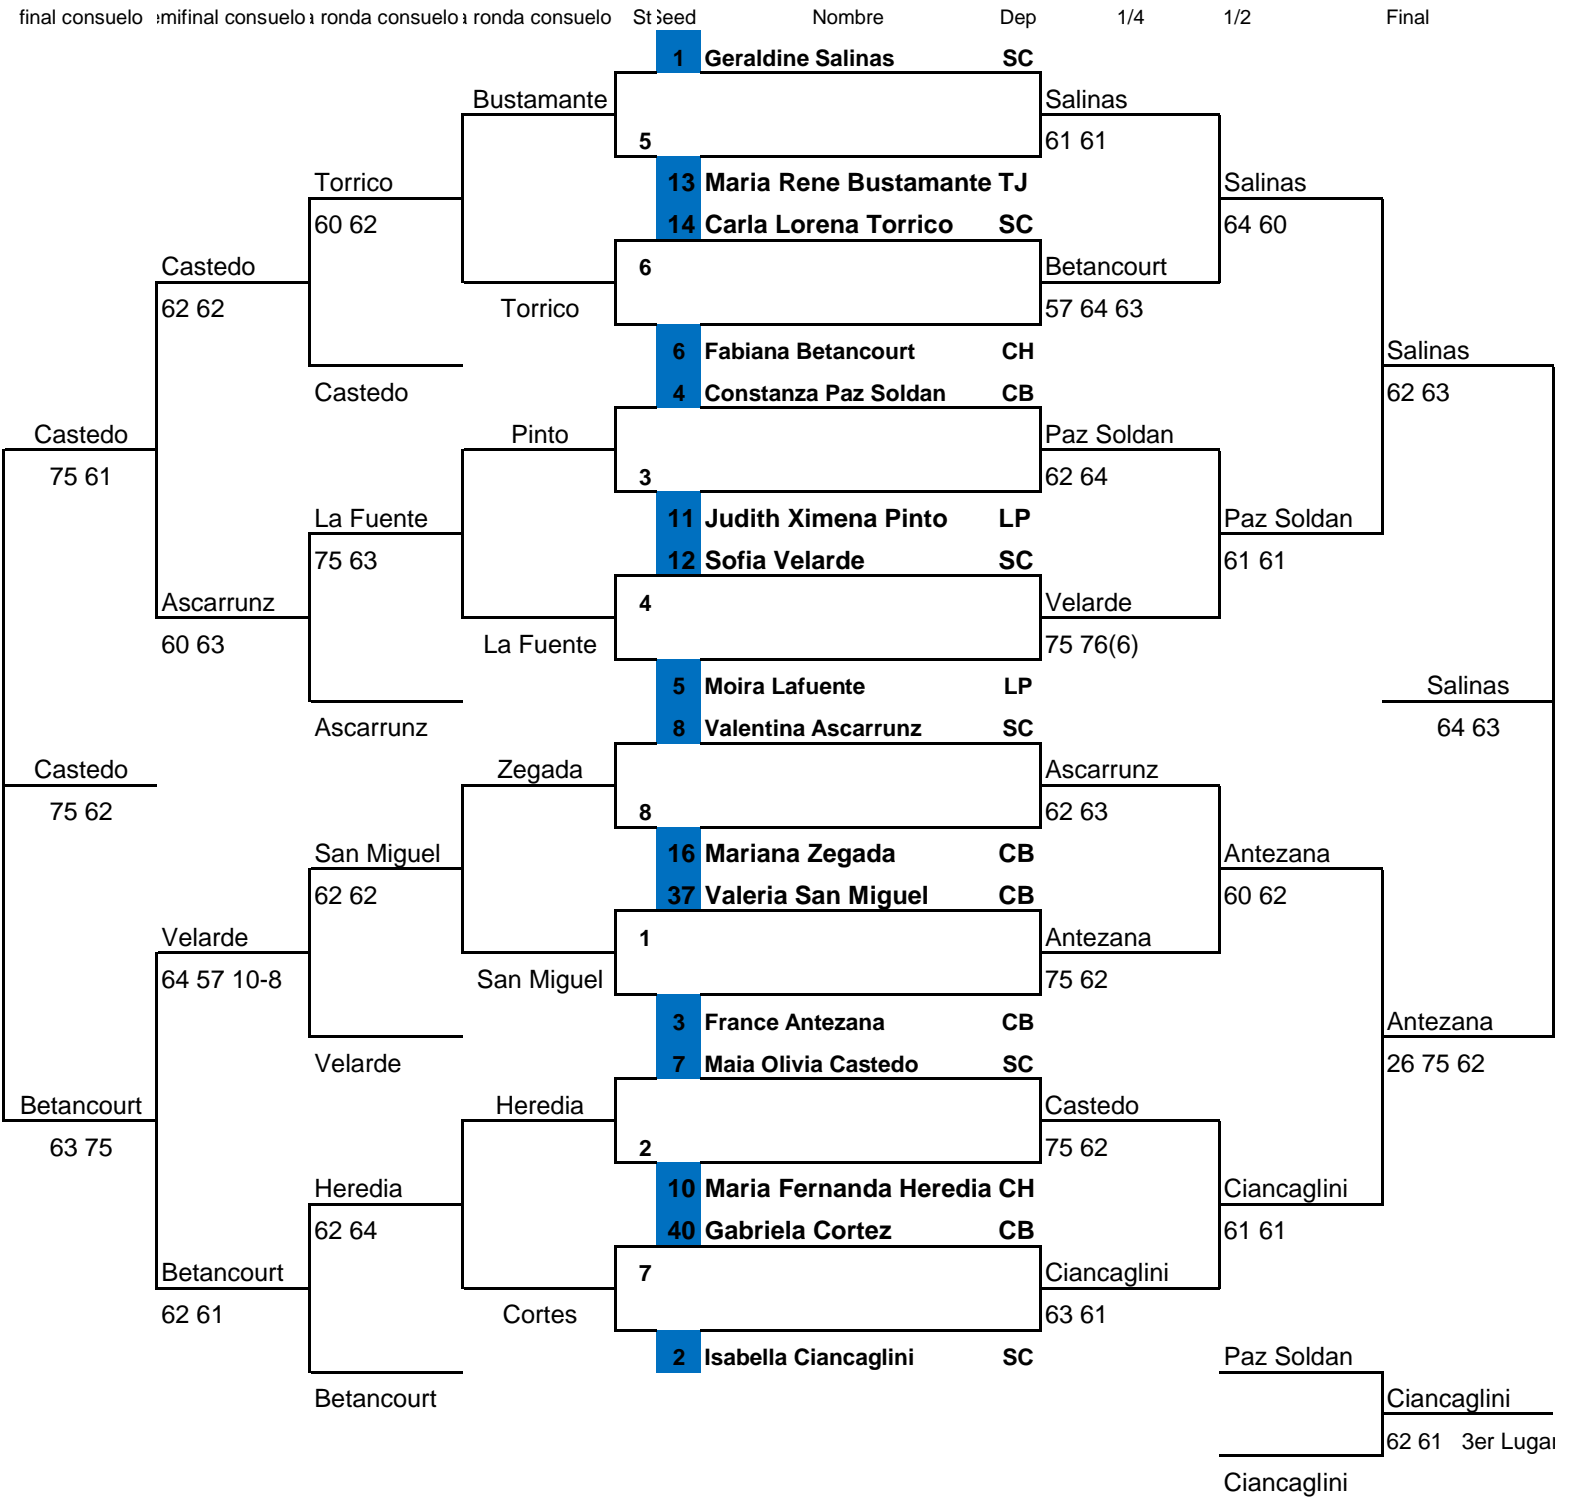 final consuelo emifinal consuelo a ronda consuelo a ronda consuelo St Seed Nombre Dep 1/4 1/2 Final
1 Geraldine Salinas SC
Bustamante Salinas
5 61 61
Torrico 13 Maria Rene Bustamante TJ Salinas
60 62 14 Carla Lorena Torrico SC 64 60
Castedo 6 Betancourt
62 62 Torrico 57 64 63
6 Fabiana Betancourt CH Salinas
Castedo 4 Constanza Paz Soldan CB 62 63
Castedo Pinto Paz Soldan
75 61 3 62 64
La Fuente 11 Judith Ximena Pinto LP Paz Soldan
75 63 12 Sofia Velarde SC 61 61
Ascarrunz 4 Velarde
60 63 La Fuente 75 76(6)
5 Moira Lafuente LP Salinas
Ascarrunz 8 Valentina Ascarrunz SC 64 63
Castedo Zegada Ascarrunz
75 62 8 62 63
San Miguel 16 Mariana Zegada CB Antezana
62 62 37 Valeria San Miguel CB 60 62
Velarde 1 Antezana
64 57 10-8 San Miguel 75 62
3 France Antezana CB Antezana
Velarde 7 Maia Olivia Castedo SC 26 75 62
Betancourt Heredia Castedo
63 75 2 75 62
Heredia 10 Maria Fernanda Heredia CH Ciancaglini
62 64 40 Gabriela Cortez CB 61 61
Betancourt 7 Ciancaglini
62 61 Cortes 63 61
2 Isabella Ciancaglini SC Paz Soldan
Betancourt Ciancaglini
62 61 3er Lugar
Ciancaglini